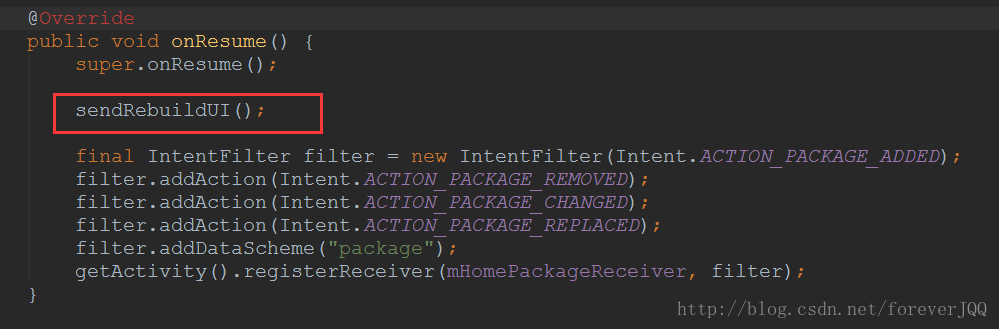 @Override
public void onResume() {
    super.onResume();
    sendRebuildUI();
    final IntentFilter filter = new IntentFilter(Intent.ACTION_PACKAGE_ADDED);
    filter.addAction(Intent.ACTION_PACKAGE_REMOVED);
    filter.addAction(Intent.ACTION_PACKAGE_CHANGED);
    filter.addAction(Intent.ACTION_PACKAGE_REPLACED);
    filter.addDataScheme("package");
    getActivity().registerReceiver(mHomePackageReceiver, filter);
}
http://blog.csdn.net/foreverJQQ